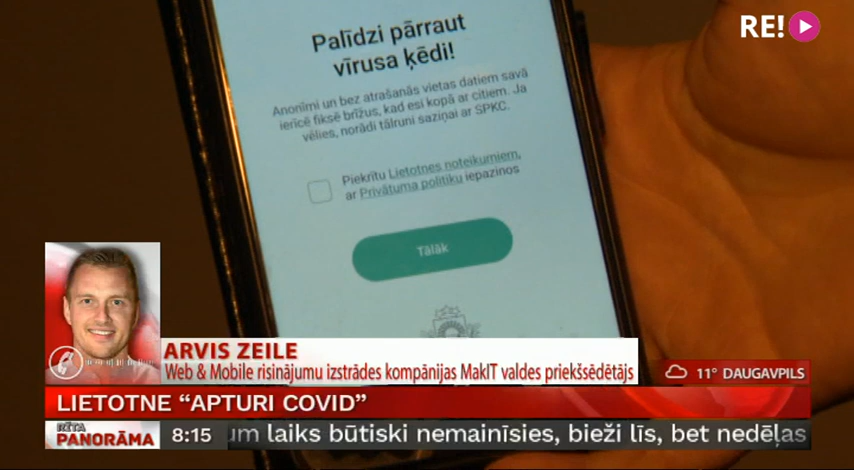 RE!
Palīdzi pārraut
vīrusa ķēdi!
Anonīmi un bez atrašanās vietas datiem savā
ierīcē fiksē brīžus, kad esi kopā ar citiem. Ja
vēlies, norādi tālruni saziņai ar SPKC.
Piekrītu Lietotnes noteikumiem,
ar Privātuma politiku iepazinos
Tālāk
ARVIS ZEILE
Web & Mobile risinājumu izstrādes kompānijas MakIT valdes priekšsēdētājs
11° DAUGAVPILS
LIETOTNE “APTURI COVID”
RĪTA
PANORĀMA
8:15 um laiks būtiski nemainīsies, bieži līs, bet nedēļas